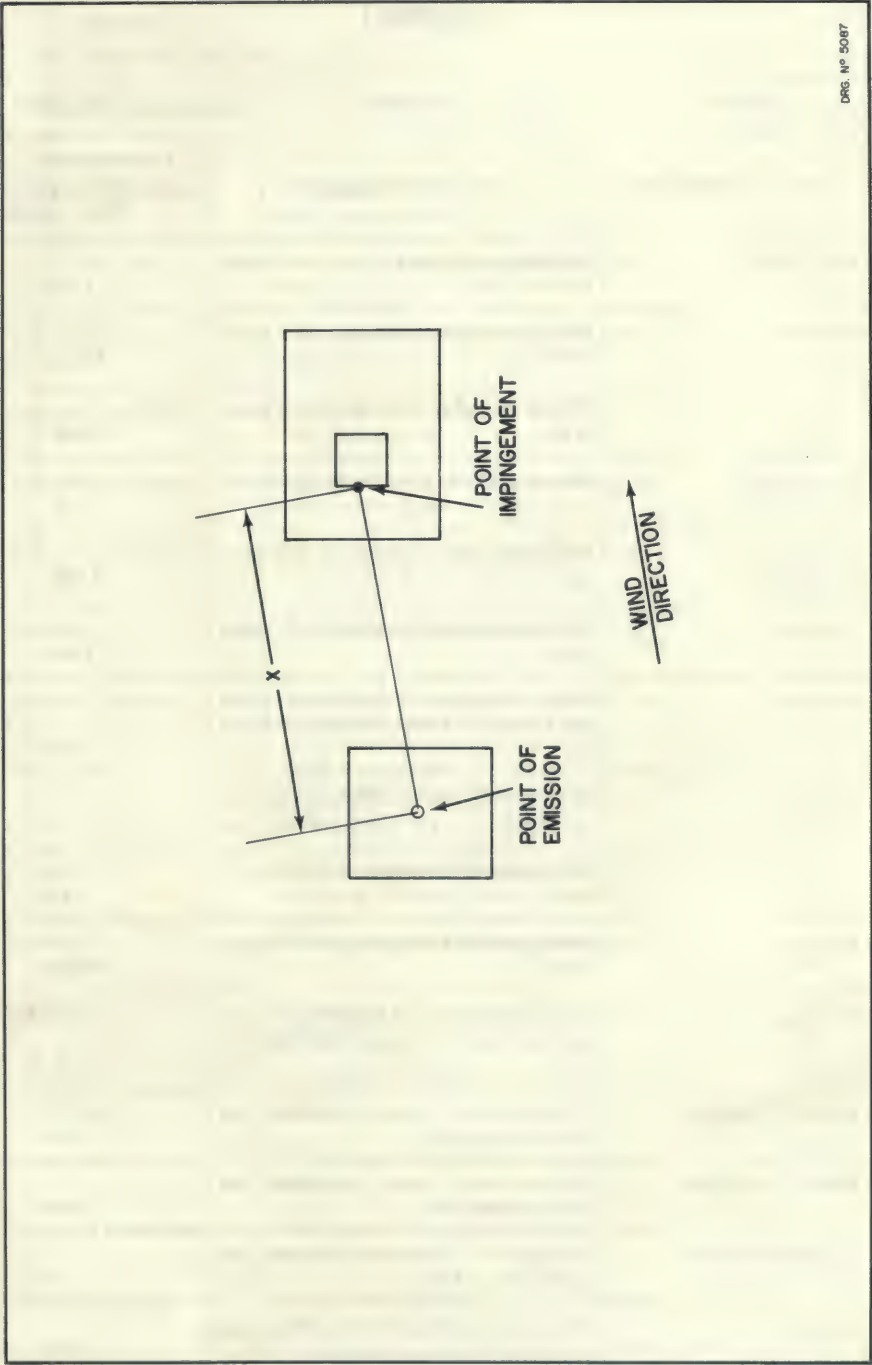 X
POINT OF
IMPINGEMENT
POINT OF
EMISSION
WIND
DIRECTION
DRG. Nº 5087